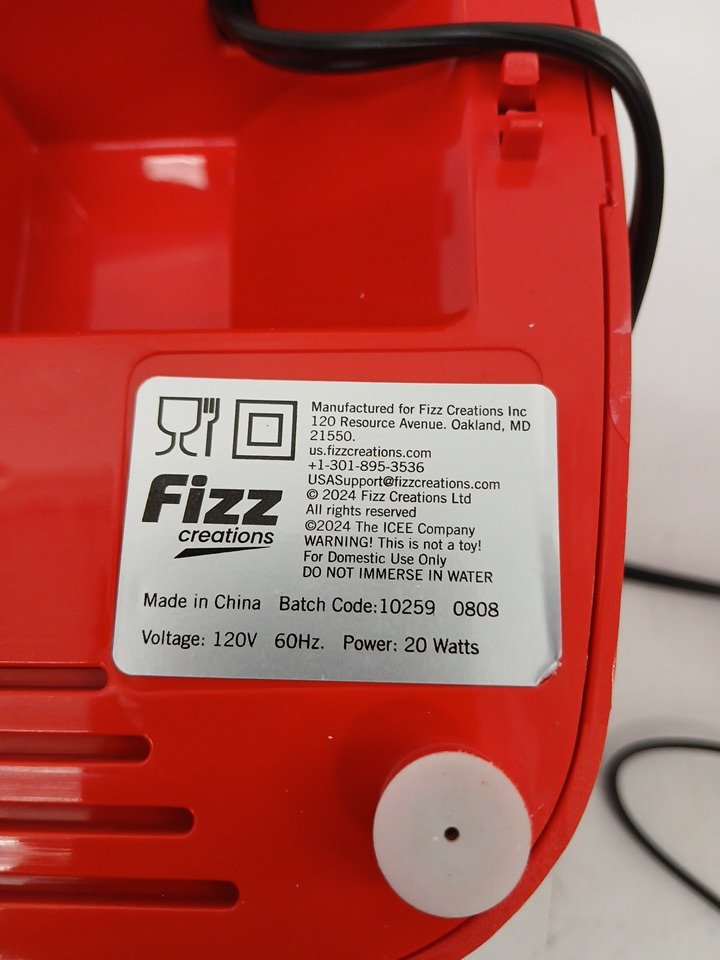 Manufactured for Fizz Creations Inc
120 Resource Avenue. Oakland, MD
21550.
us.fizzcreations.com
+1-301-895-3536
USASupport@fizzcreations.com
© 2024 Fizz Creations Ltd
All rights reserved
©2024 The ICEE Company
WARNING! This is not a toy!
For Domestic Use Only
DO NOT IMMERSE IN WATER
Fizz
creations
Made in China Batch Code:10259 0808
Voltage: 120V 60Hz. Power: 20 Watts